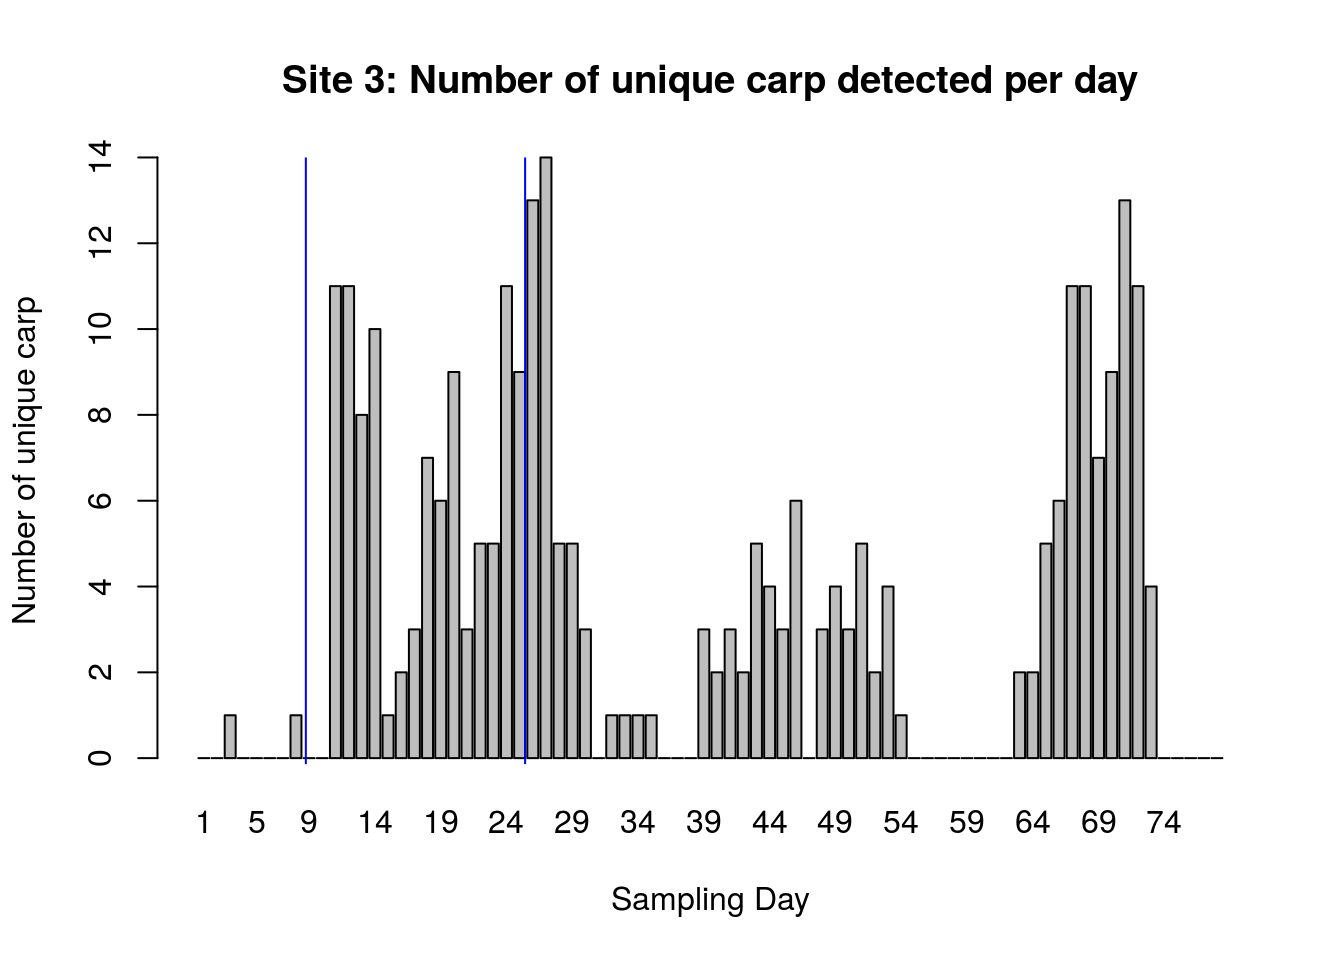 Site 3: Number of unique carp detected per day
Number of unique carp
14
12
10
8
6
4
2
0
1 5 9 14 19 24 29 34 39 44 49 54 59 64 69 74
Sampling Day